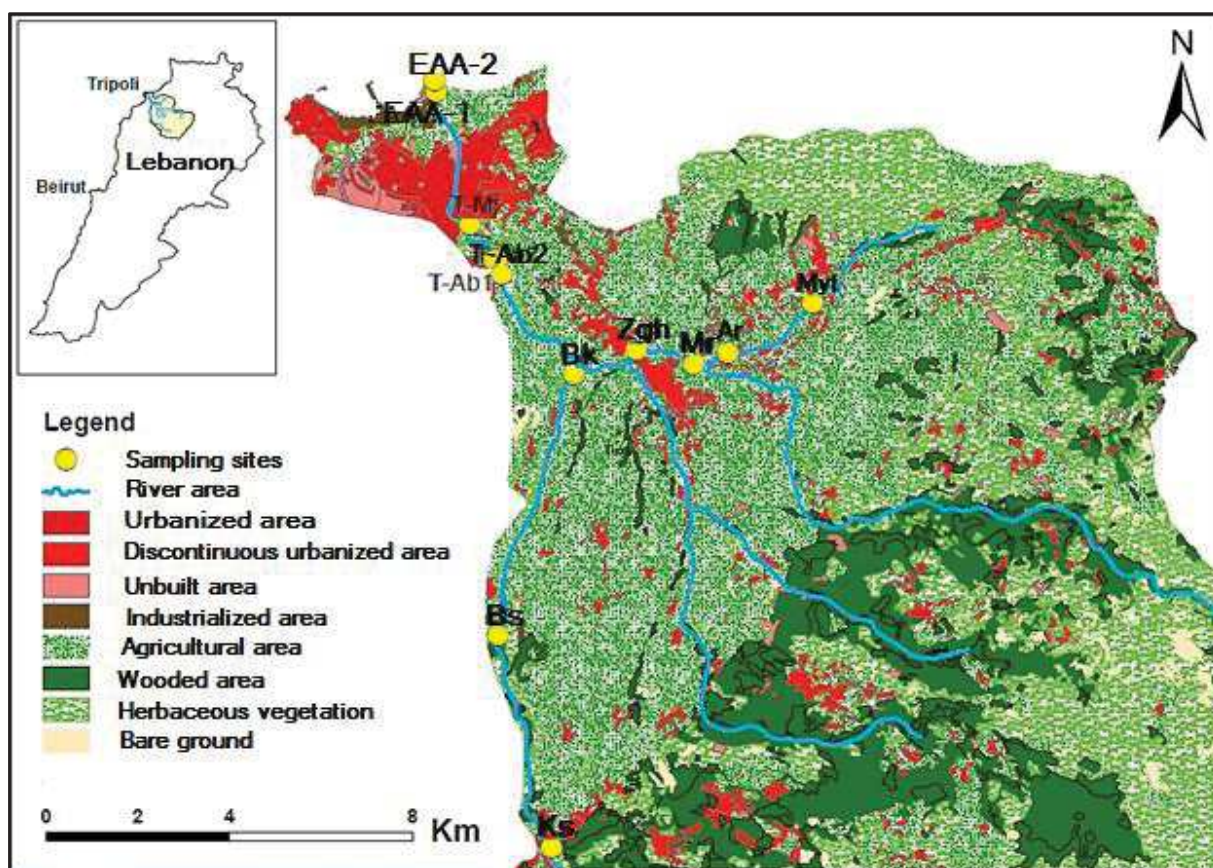 Tripoli
Lebanon
Beirut
N
EAA-2
EAA-1
T-Ab2
T-Ab1
Zgh
Mr
Ar
Myt
Bk
Bs
Ks
Legend
Sampling sites
River area
Urbanized area
Discontinuous urbanized area
Unbuilt area
Industrialized area
Agricultural area
Wooded area
Herbaceous vegetation
Bare ground
0 2 4 8 Km